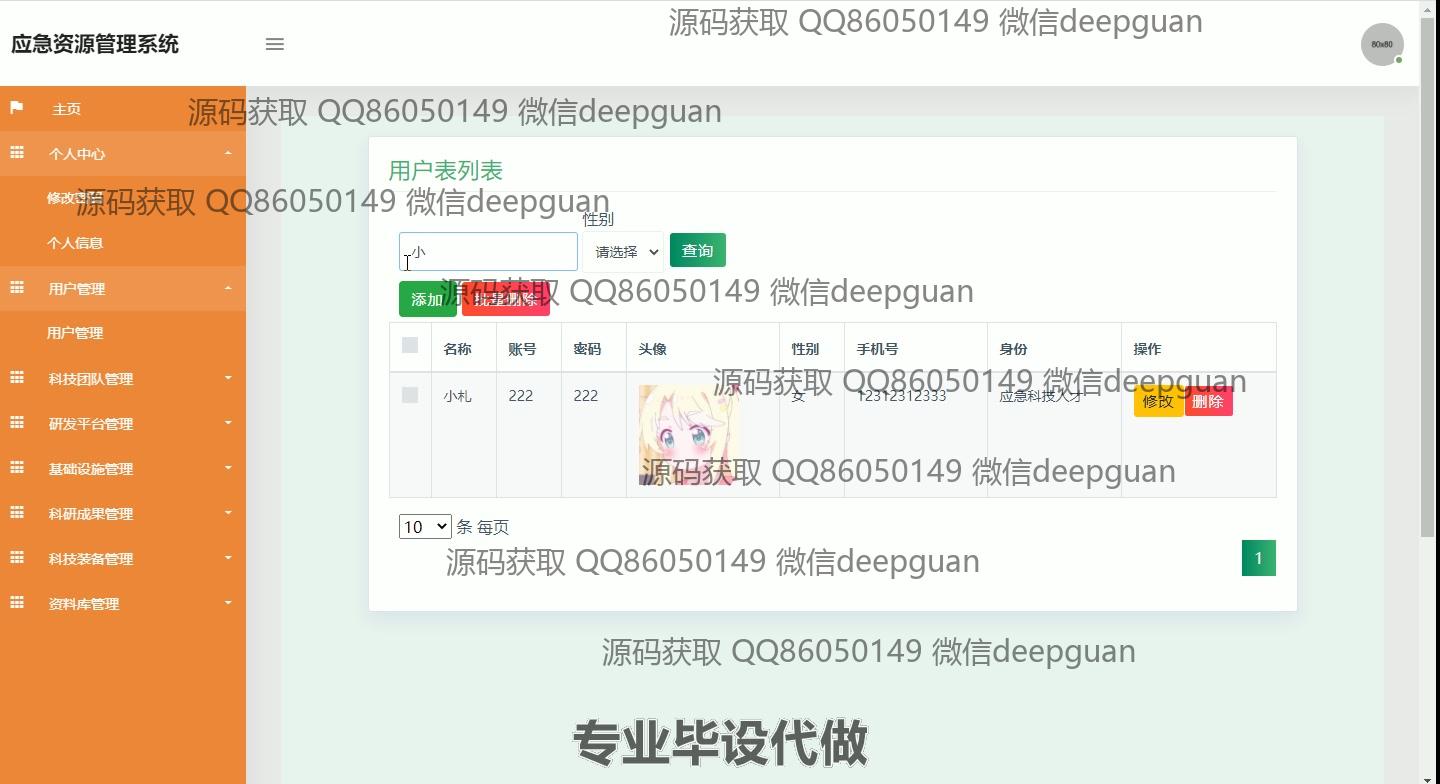 源码获取 QQ86050149 微信deepguan
应急资源管理系统
80x80
主页
源码获取 QQ86050149 微信deepguan
个人中心
用户表列表
修改密码
源码获取 QQ86050149 微信deepguan
性别
个人信息
小
请选择
查询
用户管理
添加
批量删除
源码获取 QQ86050149 微信deepguan
用户管理
名称 账号 密码 头像 性别 手机号 身份 操作
科技团队管理
源码获取 QQ86050149 微信deepguan
小札 222 222 女 12312312333 应急科技人才 修改 删除
研发平台管理
基础设施管理
源码获取 QQ86050149 微信deepguan
科研成果管理
10 条 每页
科技装备管理
源码获取 QQ86050149 微信deepguan
1
资料库管理
源码获取 QQ86050149 微信deepguan
专业毕设代做